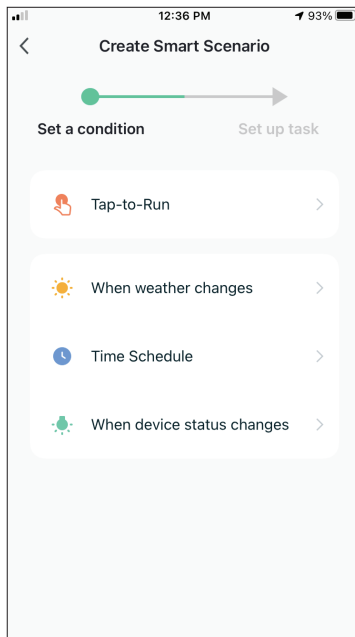 12:36 PM
93%
Create Smart Scenario
Set a condition
Set up task
Tap-to-Run
When weather changes
Time Schedule
When device status changes